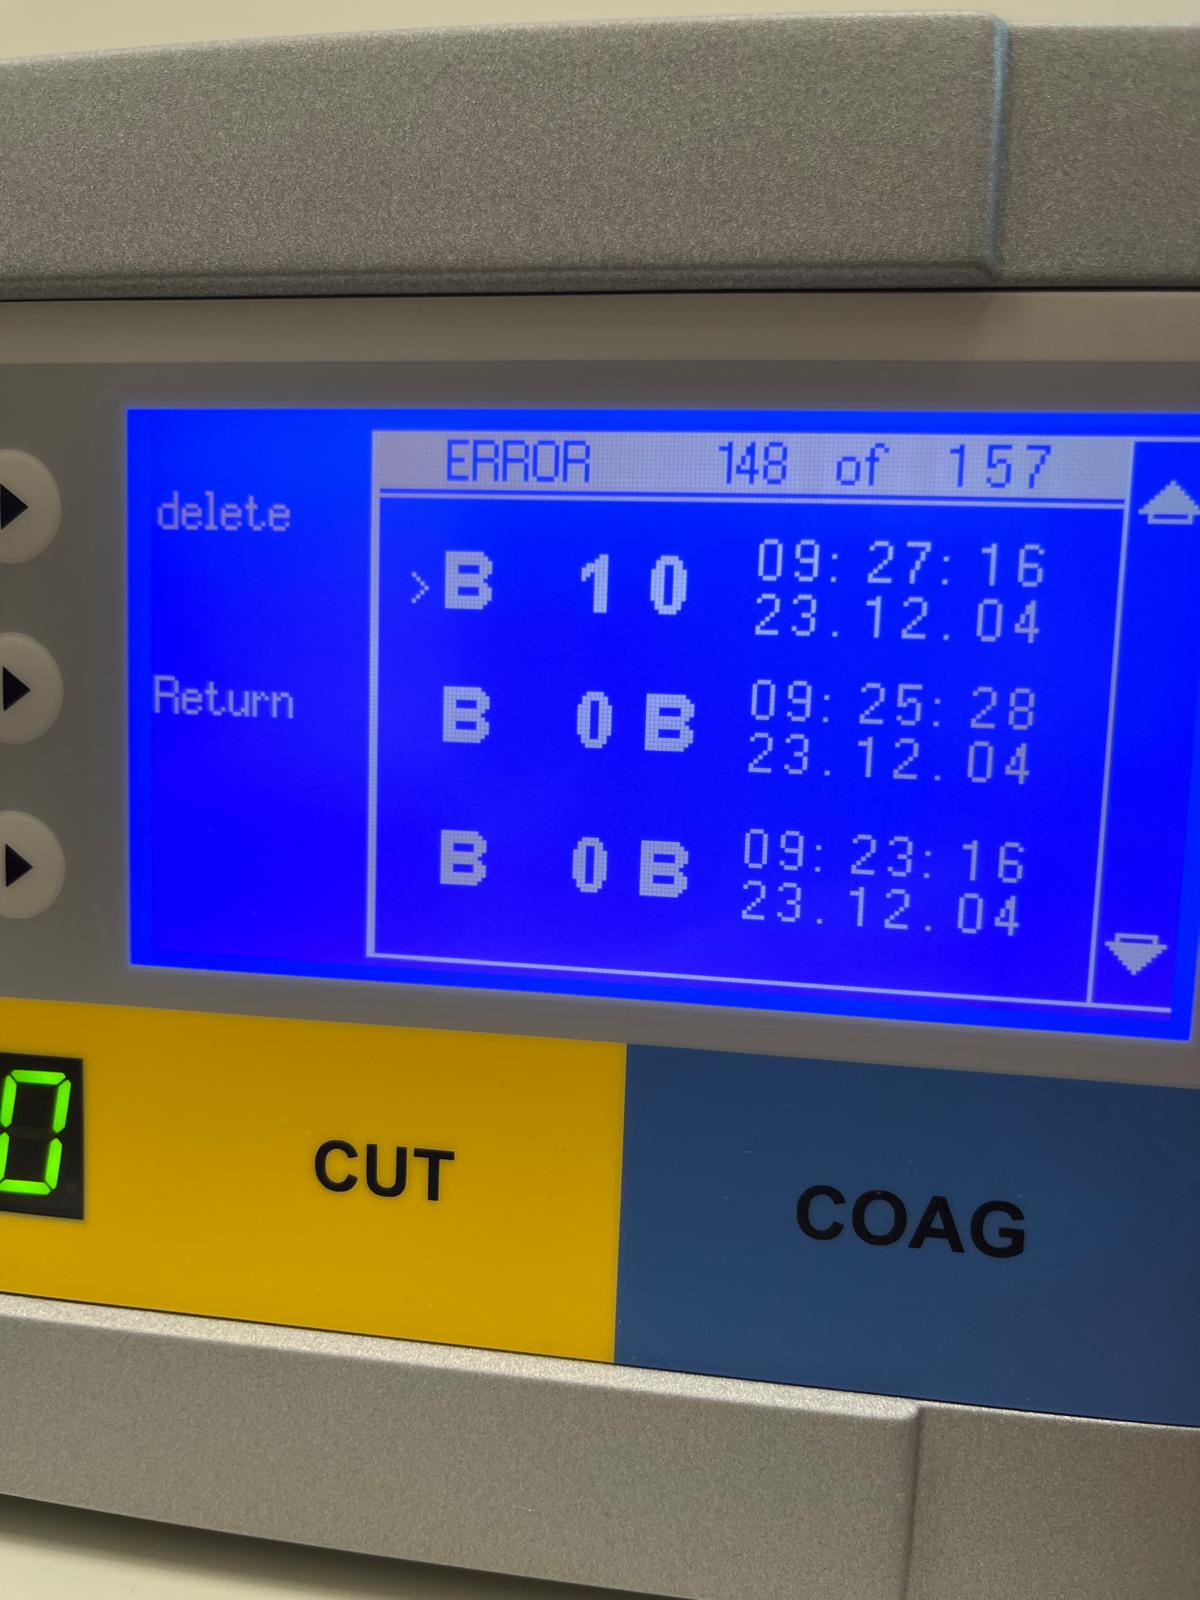 ERROR 148 of 157
delete
>B 10 09:27:16
23.12.04
Return
B 0B 09:25:28
23.12.04
B 0B 09:23:16
23.12.04
0
CUT
COAG